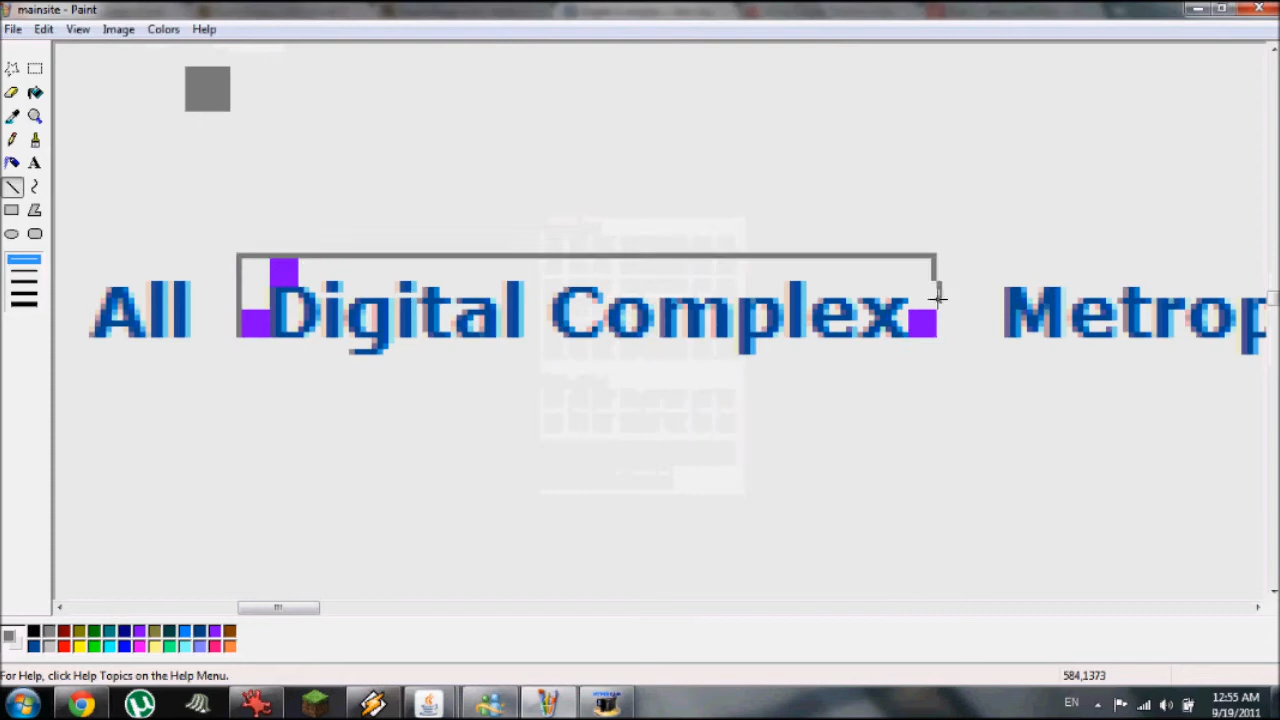 mainsite - Paint
File Edit View Image Colors Help
All Digital Complex Metrop
For Help, click Help Topics on the Help Menu.
584,1373
EN
12:55 AM
9/19/2011